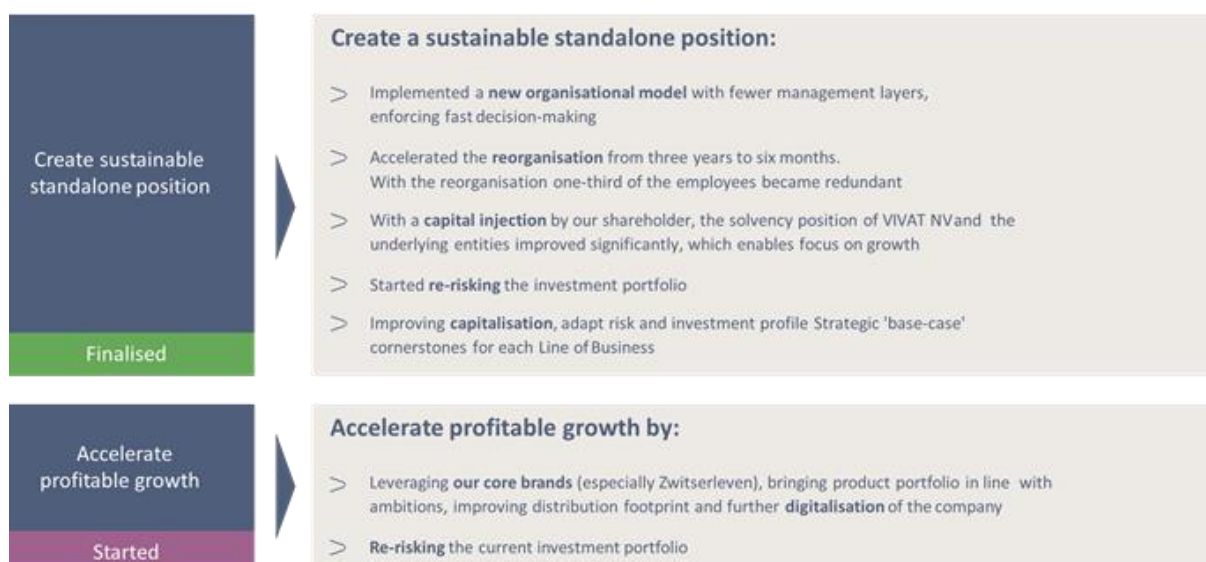 Create sustainable
standalone position
Finalised
Create a sustainable standalone position:
> Implemented a new organisational model with fewer management layers,
enforcing fast decision-making
> Accelerated the reorganisation from three years to six months.
With the reorganisation one-third of the employees became redundant
> With a capital injection by our shareholder, the solvency position of VIVAT NVand the
underlying entities improved significantly, which enables focus on growth
> Started re-risking the investment portfolio
> Improving capitalisation, adapt risk and investment profile Strategic 'base-case'
cornerstones for each Line of Business
Accelerate
profitable growth
Started
Accelerate profitable growth by:
> Leveraging our core brands (especially Zwitserleven), bringing product portfolio in line with
ambitions, improving distribution footprint and further digitalisation of the company
> Re-risking the current investment portfolio